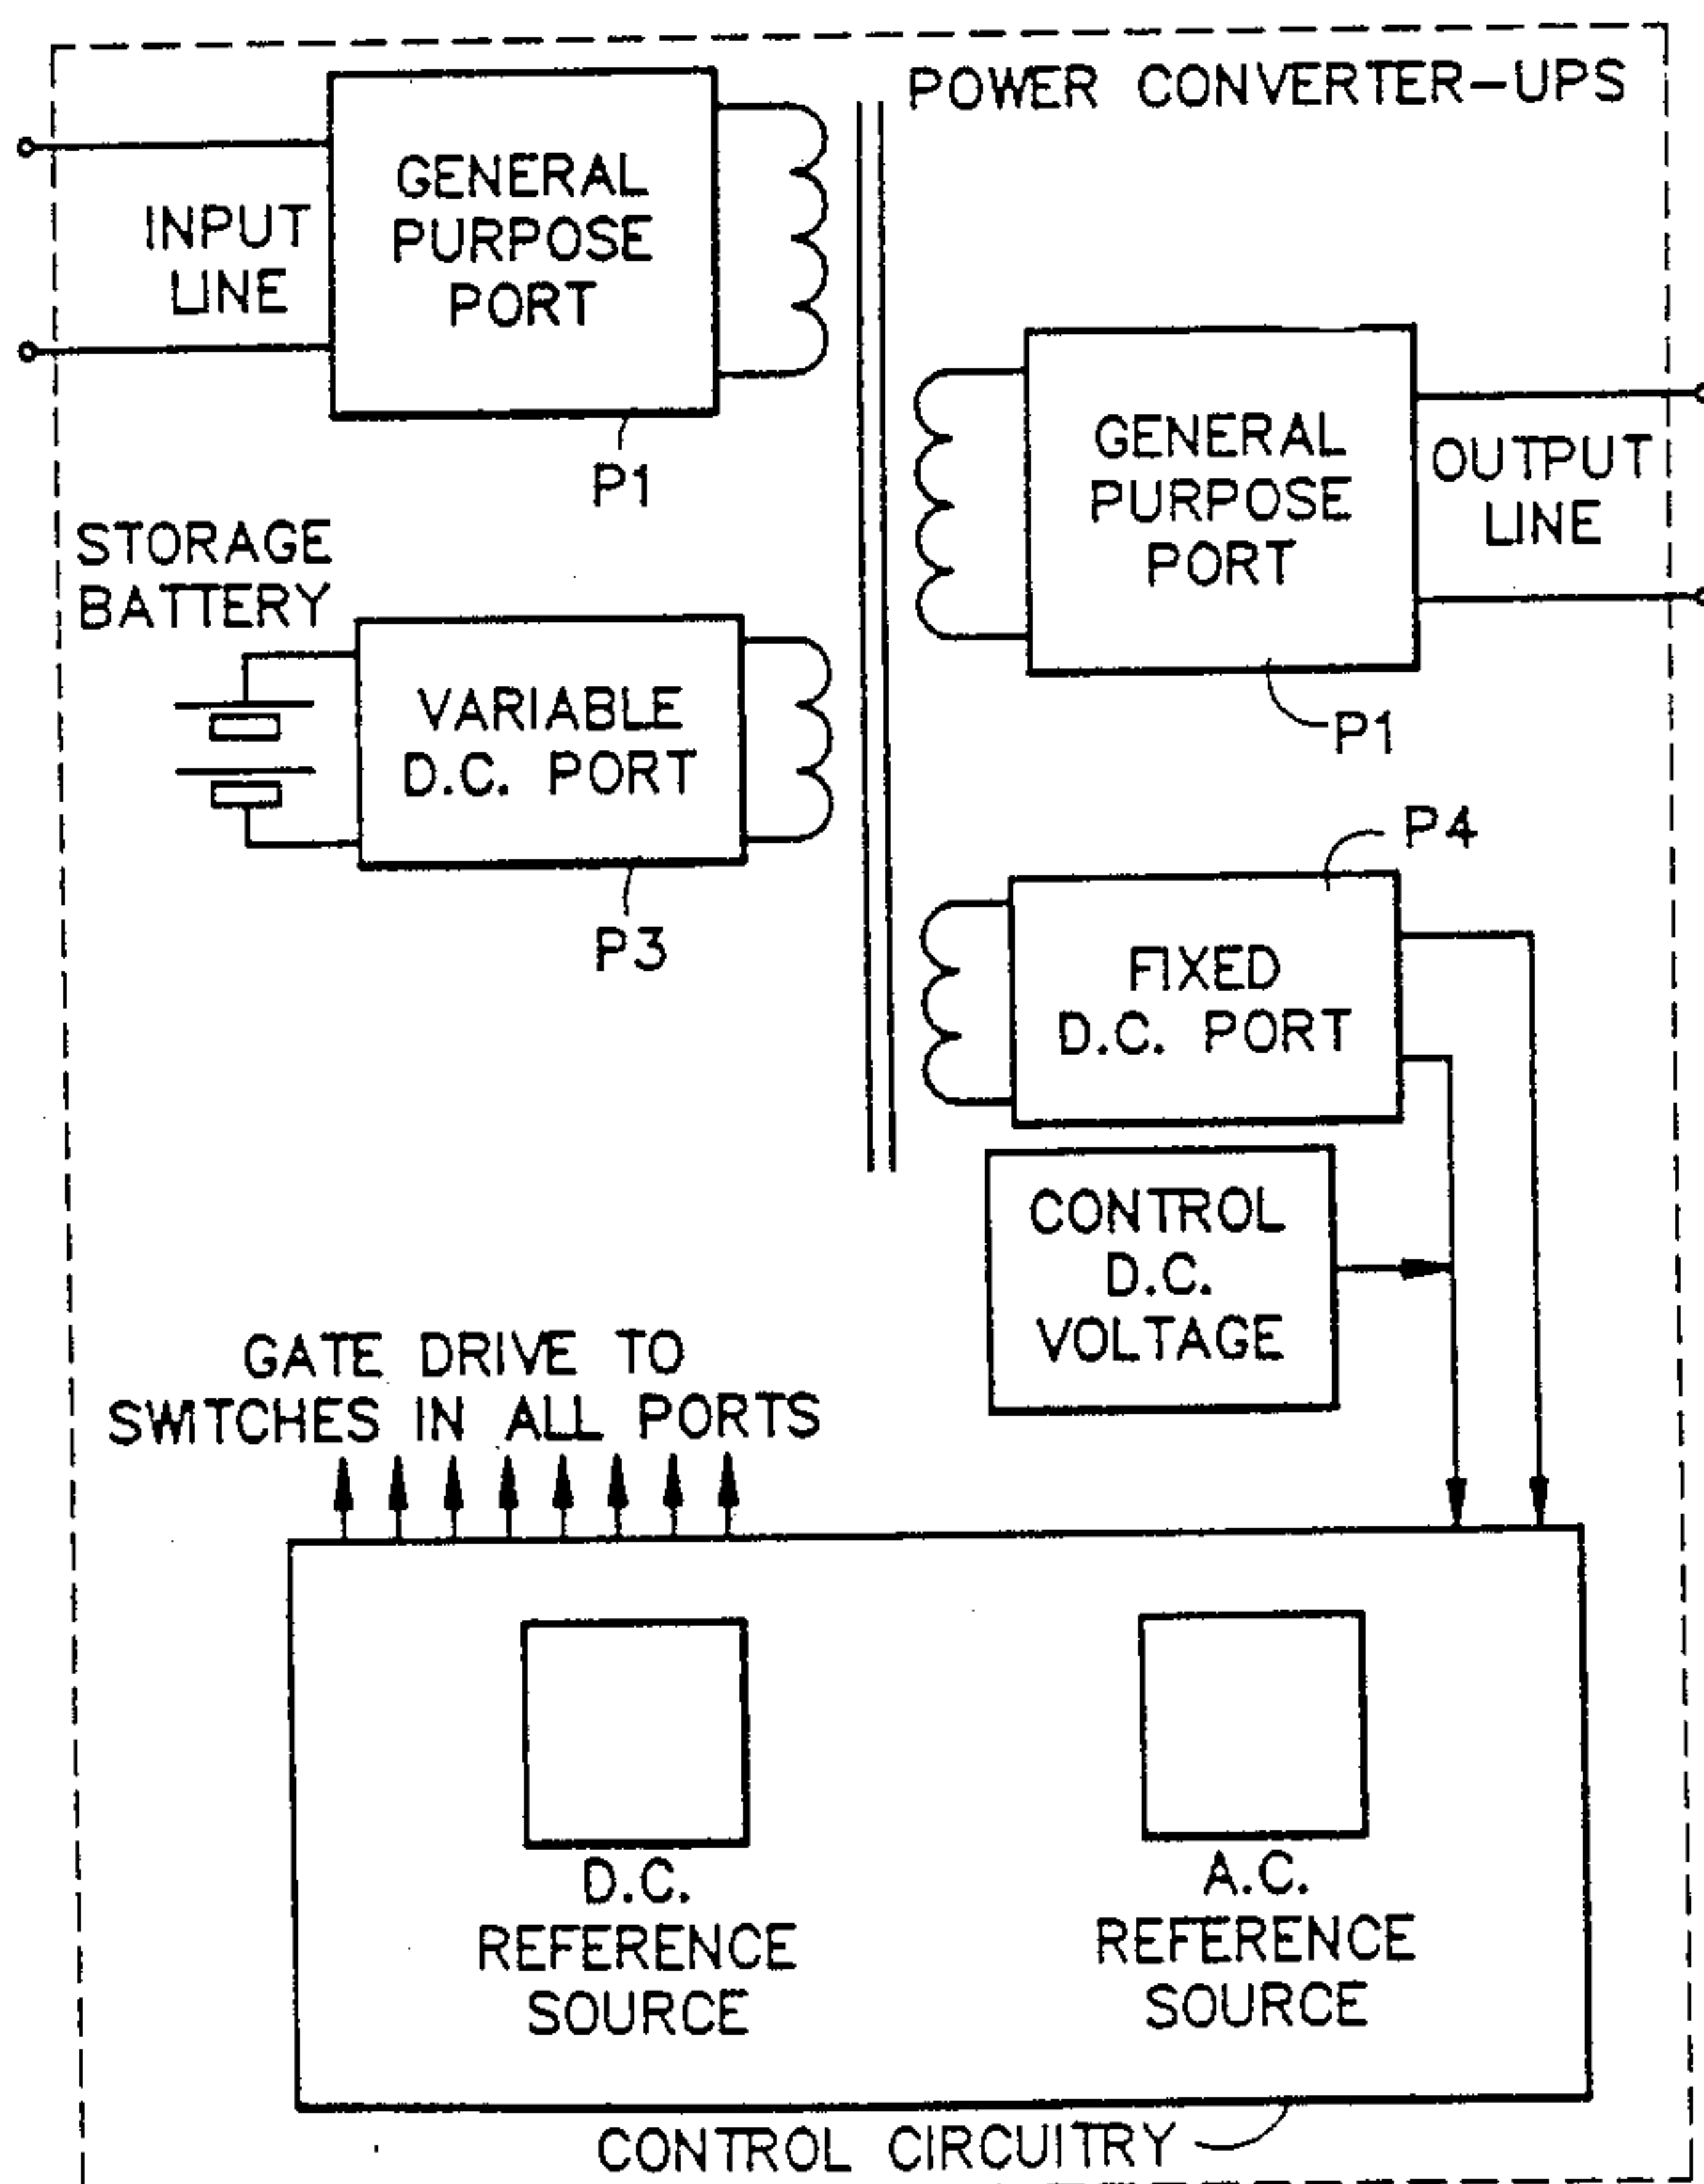 POWER CONVERTER-UPS
INPUT
LINE
GENERAL
PURPOSE
PORT
P1
GENERAL
PURPOSE
PORT
OUTPUT
LINE
P1
STORAGE
BATTERY
VARIABLE
D.C. PORT
P3
P4
FIXED
D.C. PORT
CONTROL
D.C.
VOLTAGE
GATE DRIVE TO
SWITCHES IN ALL PORTS
D.C.
REFERENCE
SOURCE
A.C.
REFERENCE
SOURCE
CONTROL CIRCUITRY